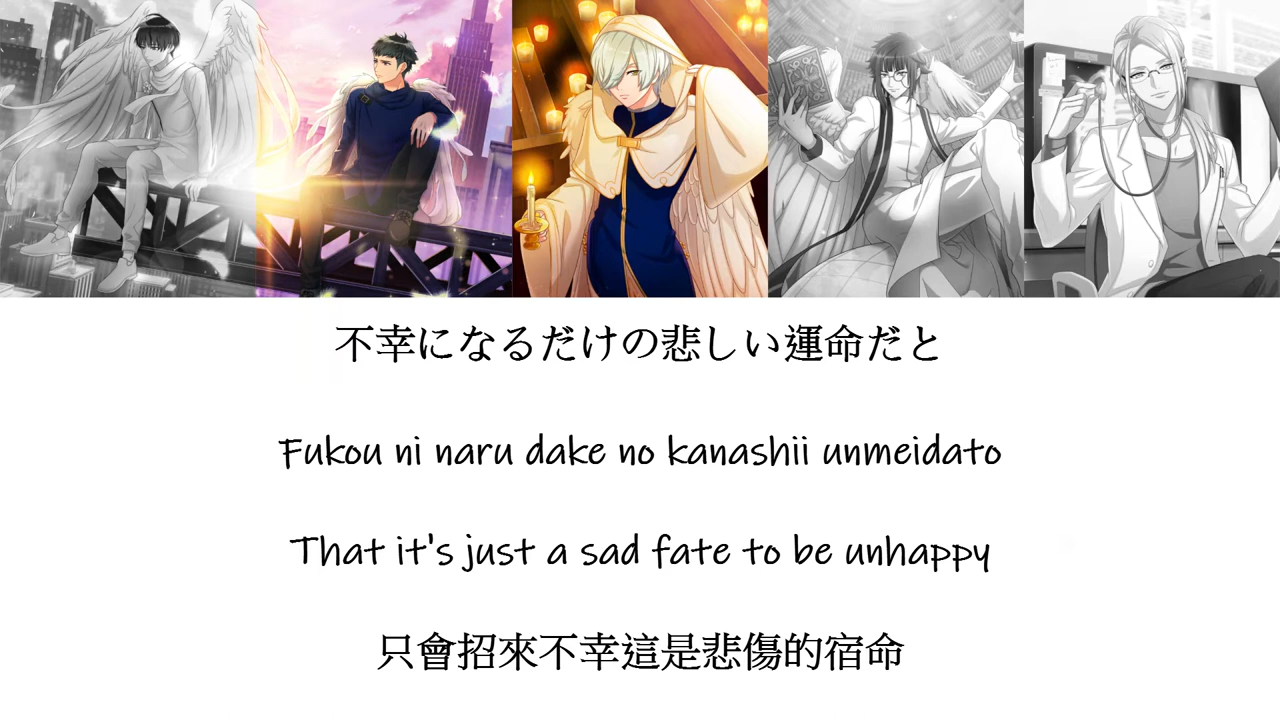 不幸になるだけの悲しい運命だと
Fukou ni naru dake no kanashii unmeidato
That it's just a sad fate to be unhappy
只會招來不幸這是悲傷的宿命